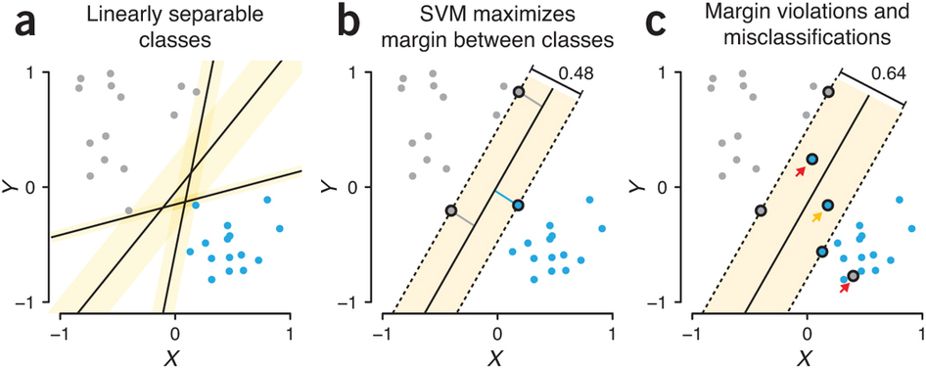 a
Linearly separable
classes
b
SVM maximizes
margin between classes
c
Margin violations and
misclassifications
1
0
−1
Y
−1
0
1
X
0.48
1
0
−1
Y
−1
0
1
X
0.64
1
0
−1
Y
−1
0
1
X